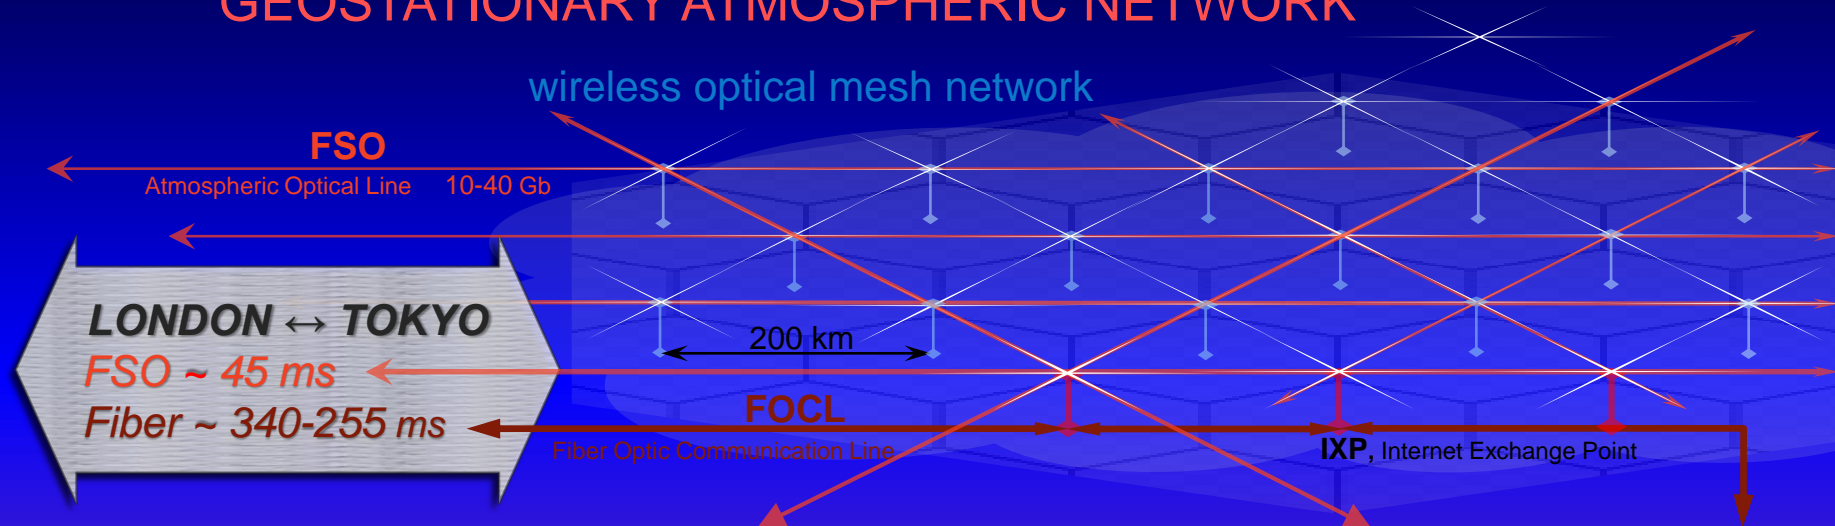 GEOSTATIONARY ATMOSPHERIC NETWORK
wireless optical mesh network
FSO
Atmospheric Optical Line 10-40 Gb
LONDON ↔ TOKYO
FSO ~ 45 ms
Fiber ~ 340-255 ms
200 km
FOCL
Fiber Optic Communication Line
IXP, Internet Exchange Point